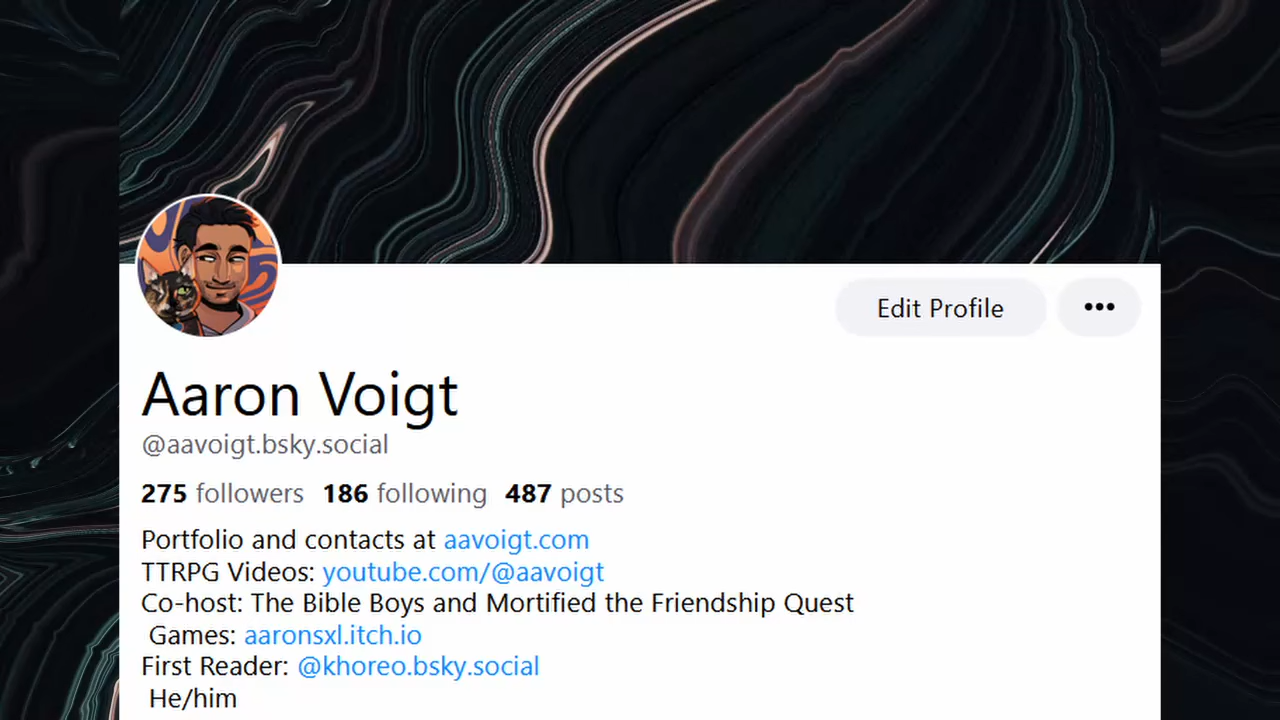 Edit Profile
•••
Aaron Voigt
@aavoigt.bsky.social
275 followers 186 following 487 posts
Portfolio and contacts at aavoigt.com
TTRPG Videos: youtube.com/@aavoigt
Co-host: The Bible Boys and Mortified the Friendship Quest
Games: aaronsxl.itch.io
First Reader: @khoreo.bsky.social
He/him